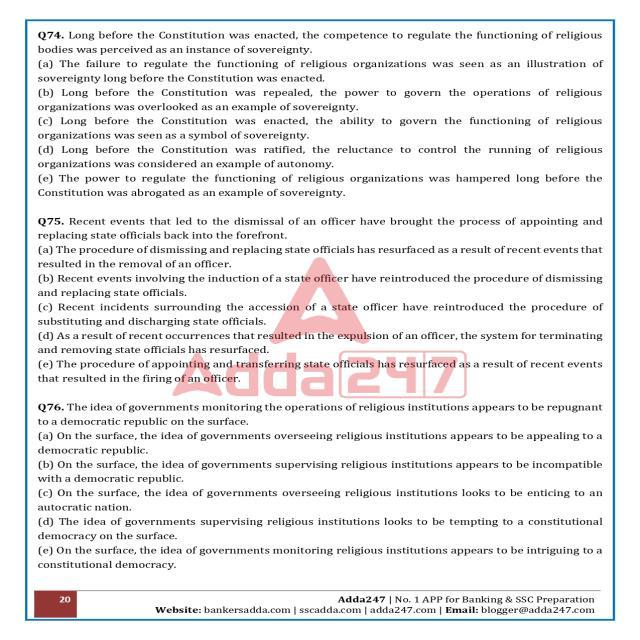 Q74. Long before the Constitution was enacted, the competence to regulate the functioning of religious
bodies was perceived as an instance of sovereignty.
(a) The failure to regulate the functioning of religious organizations was seen as an illustration of
sovereignty long before the Constitution was enacted.
(b) Long before the Constitution was repealed, the power to govern the operations of religious
organizations was overlooked as an example of sovereignty.
(c) Long before the Constitution was enacted, the ability to govern the functioning of religious
organizations was seen as a symbol of sovereignty.
(d) Long before the Constitution was ratified, the reluctance to control the running of religious
organizations was considered an example of autonomy.
(e) The power to regulate the functioning of religious organizations was hampered long before the
Constitution was abrogated as an example of sovereignty.
Q75. Recent events that led to the dismissal of an officer have brought the process of appointing and
replacing state officials back into the forefront.
(a) The procedure of dismissing and replacing state officials has resurfaced as a result of recent events that
resulted in the removal of an officer.
(b) Recent events involving the induction of a state officer have reintroduced the procedure of dismissing
and replacing state officials.
(c) Recent incidents surrounding the accession of a state officer have reintroduced the procedure of
substituting and discharging state officials.
(d) As a result of recent occurrences that resulted in the expulsion of an officer, the system for terminating
and removing state officials has resurfaced.
(e) The procedure of appointing and transferring state officials has resurfaced as a result of recent events
that resulted in the firing of an officer.
Adda247
Q76. The idea of governments monitoring the operations of religious institutions appears to be repugnant
to a democratic republic on the surface.
(a) On the surface, the idea of governments overseeing religious institutions appears to be appealing to a
democratic republic.
(b) On the surface, the idea of governments supervising religious institutions appears to be incompatible
with a democratic republic.
(c) On the surface, the idea of governments overseeing religious institutions looks to be enticing to an
autocratic nation.
(d) The idea of governments supervising religious institutions looks to be tempting to a constitutional
democracy on the surface.
(e) On the surface, the idea of governments monitoring religious institutions appears to be intriguing to a
constitutional democracy.
20
Adda247 | No. 1 APP for Banking & SSC Preparation
Website: bankersadda.com | sscadda.com | adda247.com | Email: blogger@adda247.com